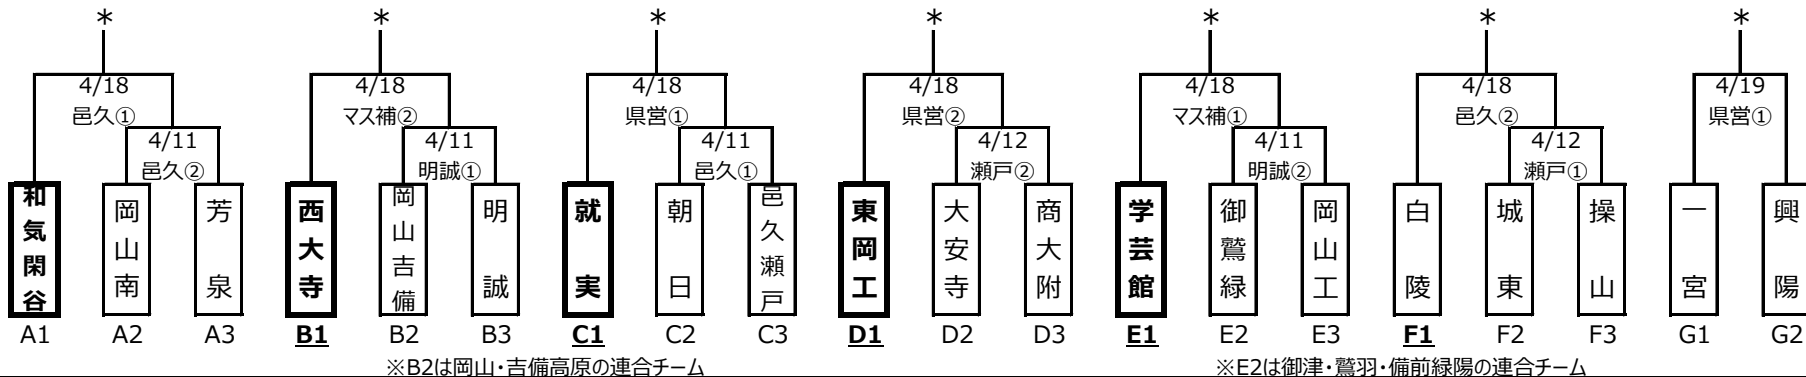 * * * * * * *
4/18 4/18 4/18 4/18 4/18 4/18 4/19
邑久① マス補② 県営① 県営② マス補① 邑久② 県営①
4/11 4/11 4/11 4/12 4/11 4/12
邑久② 明誠① 邑久① 瀬戸② 明誠② 瀬戸①
和気閑谷
岡山南
芳泉
西大寺
岡山吉備
明誠
就実
朝日
邑久瀬戸
東岡工
大安寺
商大附
学芸館
御鷲緑
岡山工
白陵
城東
操山
一宮
興陽
A1 A2 A3 B1 B2 B3 C1 C2 C3 D1 D2 D3 E1 E2 E3 F1 F2 F3 G1 G2
※B2は岡山・吉備高原の連合チーム ※E2は御津・鷲羽・備前緑陽の連合チーム